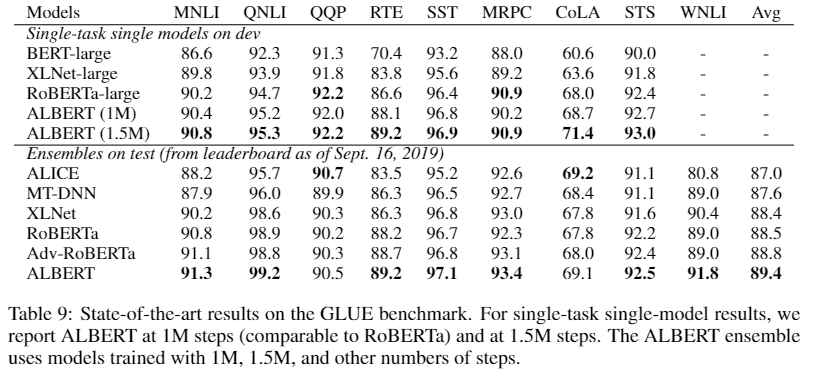 Models MNLI QNLI QQP RTE SST MRPC CoLA STS WNLI Avg
Single-task single models on dev
BERT-large 86.6 92.3 91.3 70.4 93.2 88.0 60.6 90.0 - -
XLNet-large 89.8 93.9 91.8 83.8 95.6 89.2 63.6 91.8 - -
RoBERTa-large 90.2 94.7 92.2 86.6 96.4 90.9 68.0 92.4 - -
ALBERT (1M) 90.4 95.2 92.0 88.1 96.8 90.2 68.7 92.7 - -
ALBERT (1.5M) 90.8 95.3 92.2 89.2 96.9 90.9 71.4 93.0 - -
Ensembles on test (from leaderboard as of Sept. 16, 2019)
ALICE 88.2 95.7 90.7 83.5 95.2 92.6 69.2 91.1 80.8 87.0
MT-DNN 87.9 96.0 89.9 86.3 96.5 92.7 68.4 91.1 89.0 87.6
XLNet 90.2 98.6 90.3 86.3 96.8 93.0 67.8 91.6 90.4 88.4
RoBERTa 90.8 98.9 90.2 88.2 96.7 92.3 67.8 92.2 89.0 88.5
Adv-RoBERTa 91.1 98.8 90.3 88.7 96.8 93.1 68.0 92.4 89.0 88.8
ALBERT 91.3 99.2 90.5 89.2 97.1 93.4 69.1 92.5 91.8 89.4
Table 9: State-of-the-art results on the GLUE benchmark. For single-task single-model results, we
report ALBERT at 1M steps (comparable to RoBERTa) and at 1.5M steps. The ALBERT ensemble
uses models trained with 1M, 1.5M, and other numbers of steps.